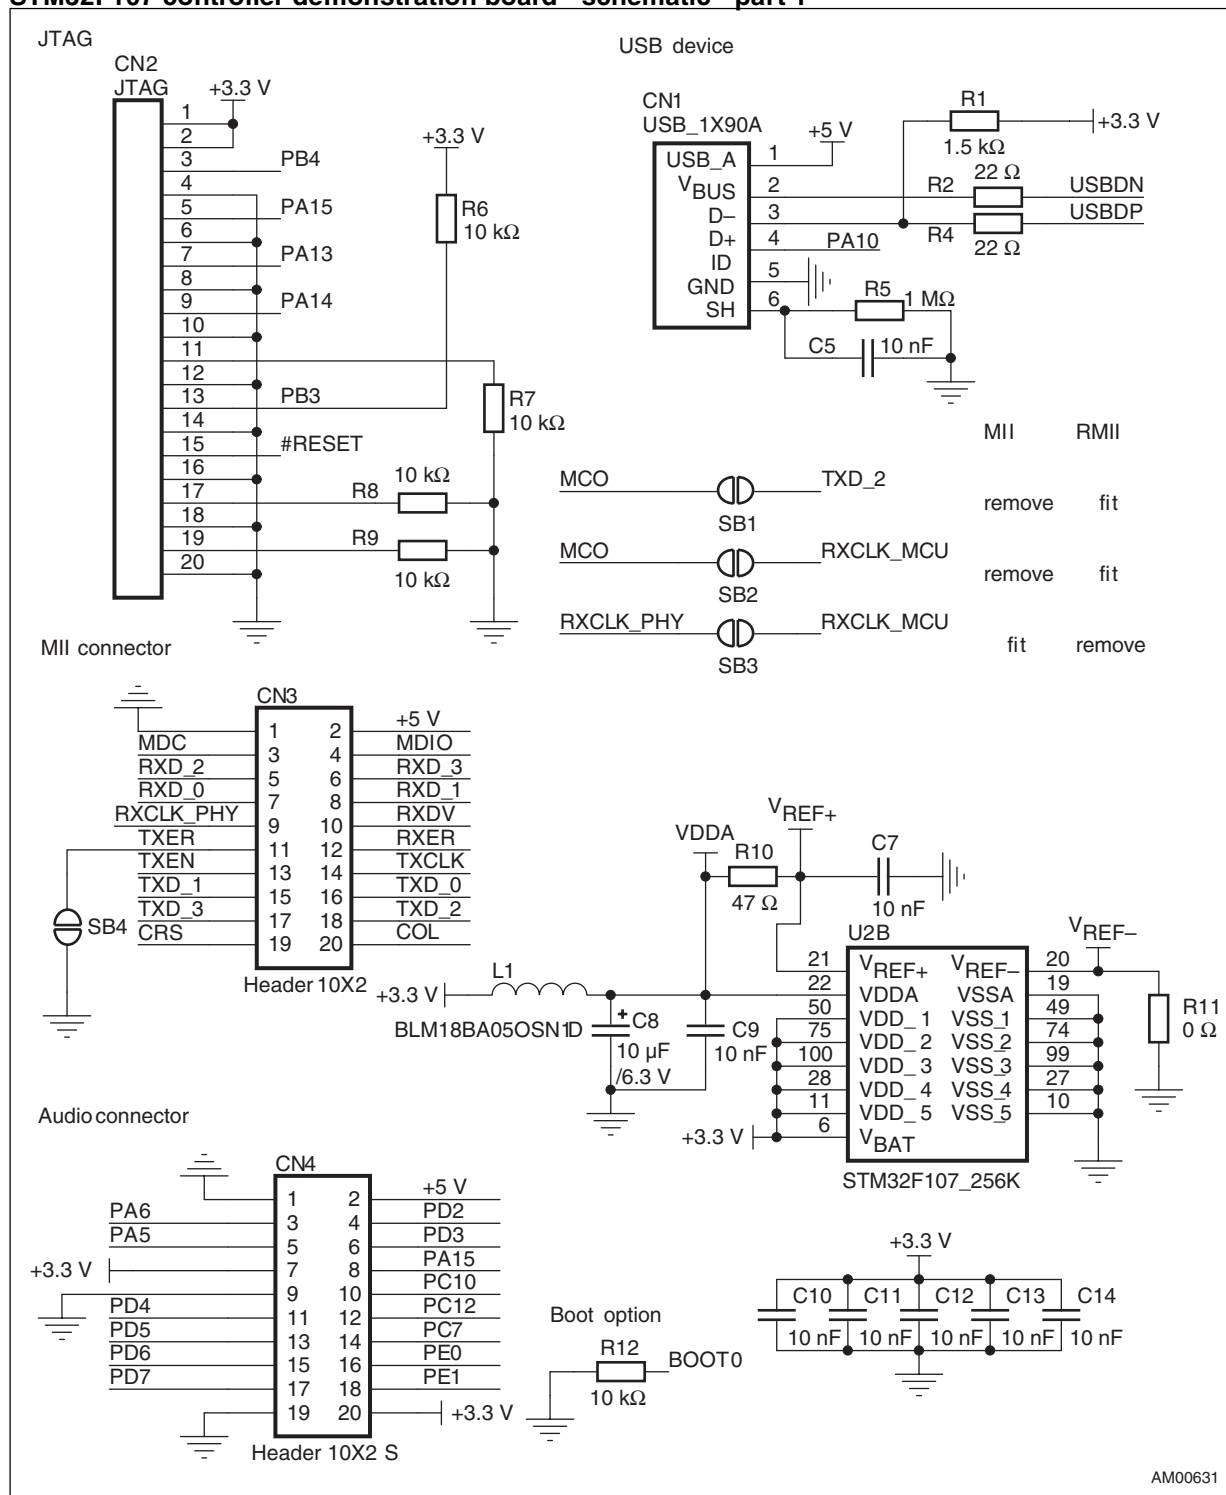 STM32F107 controller demonstration board - schematic - part 1
JTAG
CN2
JTAG
+3.3 V
1
2
3
PB4
4
5
PA15
6
7
PA13
8
9
PA14
10
11
12
13
PB3
14
15
#RESET
16
17
18
19
20
+3.3 V
R6
10 kΩ
R7
10 kΩ
10 kΩ
R8
R9
10 kΩ
USB device
CN1
USB_1X90A
USB_A
VBUS
D–
D+
ID
GND
SH
1
2
3
4
5
6
+5 V
PA10
R1
1.5 kΩ
+3.3 V
22 Ω
R2
USBDN
USBDP
R4
22 Ω
R5
1 MΩ
C5
10 nF
MII RMII
MCO
TXD_2
SB1
remove fit
MCO
RXCLK_MCU
SB2
remove fit
RXCLK_PHY
RXCLK_MCU
SB3
fit remove
MII connector
CN3
1 2 +5 V
MDC 3 4 MDIO
RXD_2 5 6 RXD_3
RXD_0 7 8 RXD_1
RXCLK_PHY 9 10 RXDV
TXER 11 12 RXER
TXEN 13 14 TXCLK
TXD_1 15 16 TXD_0
TXD_3 17 18 TXD_2
CRS 19 20 COL
SB4
Header 10X2
VDDA
VREF+
R10
47 Ω
C7
10 nF
+3.3 V
L1
BLM18BA05OSN1D
+
C8
10 µF
/6.3 V
C9
10 nF
U2B
21 VREF+ VREF– 20
22 VDDA VSSA 19
50 VDD_1 VSS_1 49
75 VDD_2 VSS_2 74
100 VDD_3 VSS_3 99
28 VDD_4 VSS_4 27
11 VDD_5 VSS_5 10
6 VBAT
+3.3 V
STM32F107_256K
VREF–
R11
0 Ω
Audio connector
CN4
1 2 +5 V
PA6 3 4 PD2
PA5 5 6 PD3
+3.3 V 7 8 PA15
9 10 PC10
PD4 11 12 PC12
PD5 13 14 PC7
PD6 15 16 PE0
PD7 17 18 PE1
19 20 +3.3 V
Header 10X2 S
Boot option
R12
BOOT0
10 kΩ
+3.3 V
C10 C11 C12 C13 C14
10 nF 10 nF 10 nF 10 nF 10 nF
AM00631